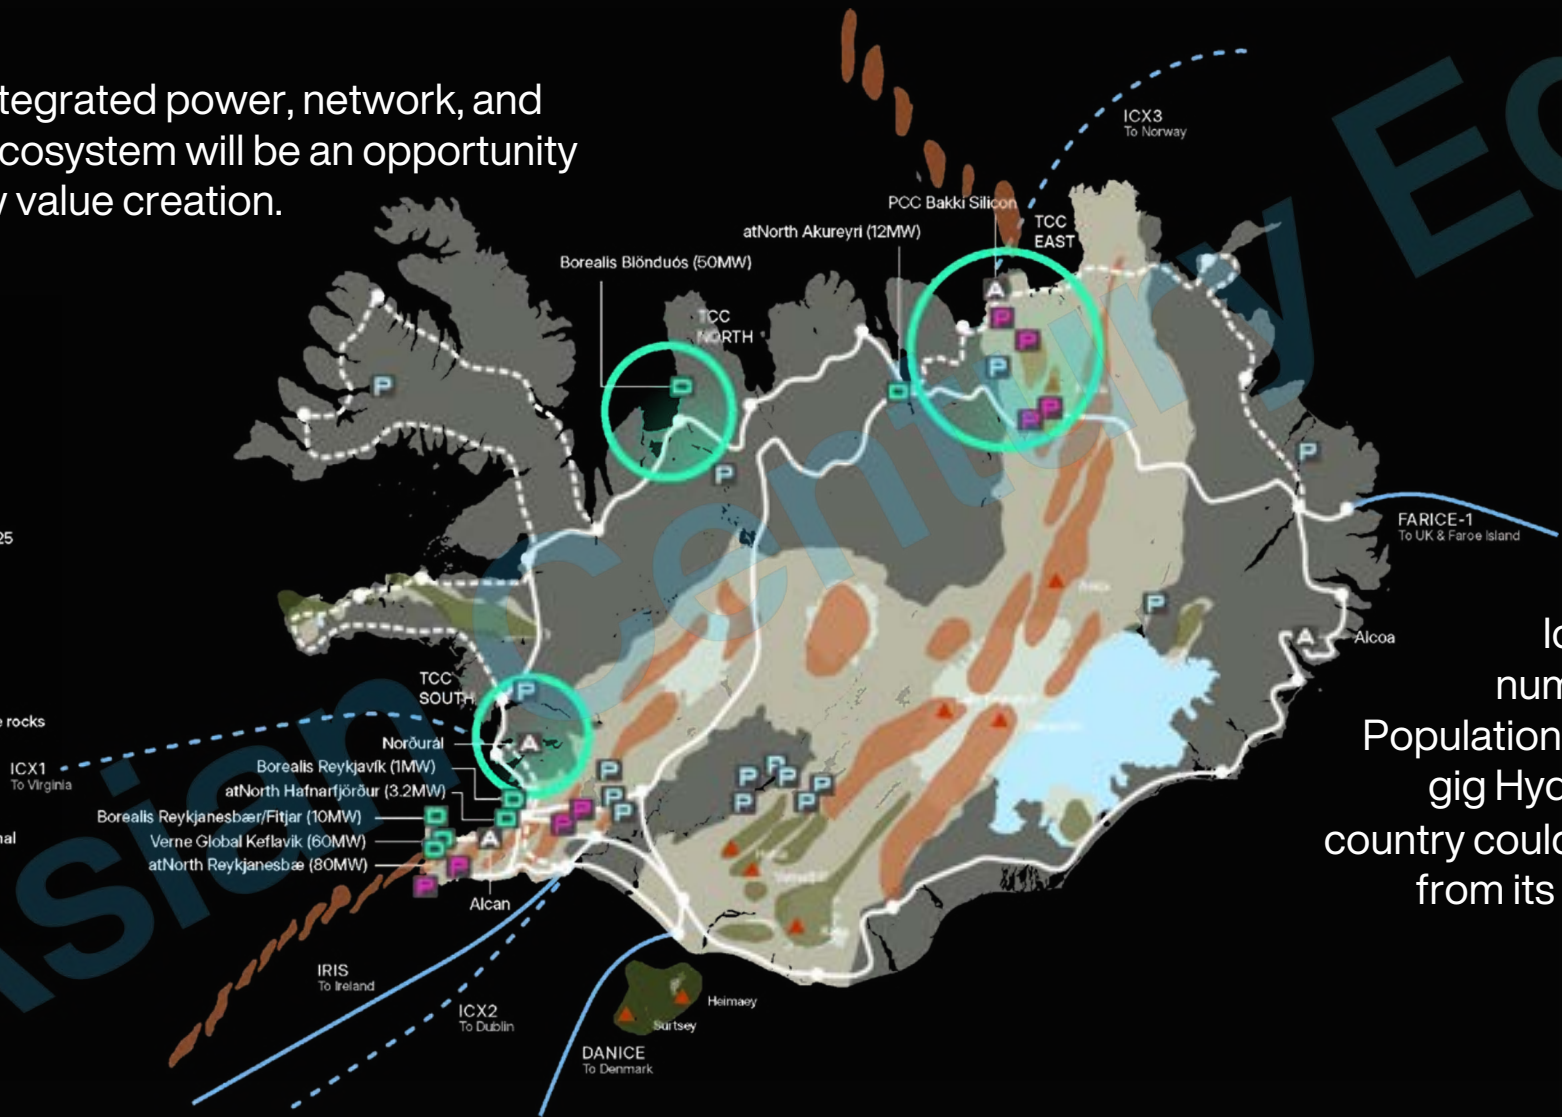 tegrated power, network, and
cosystem will be an opportunity
value creation.
ICX3
To Norway
PCC Bakki Silicon
TCC
EAST
atNorth Akureyri (12MW)
Borealis Blönduós (50MW)
TCC
NORTH
A
P
P
P
D
D
P
P
P
P
P
25
FARICE-1
To UK & Faroe Island
P
A
Alcoa
TCC
SOUTH
P
num
e rocks
Population
Norðurál
A
ICX1
To Virginia
Borealis Reykjavík (1MW)
atNorth Hafnarfjörður (3.2MW)
gig Hyd
Borealis Reykjanesbær/Fitjar (10MW)
nal
Verne Global Keflavik (60MW)
country could
atNorth Reykjanesbæ (80MW)
from its
Alcan
IRIS
To Ireland
ICX2
To Dublin
Heimaey
Surtsey
DANICE
To Denmark
Asian Century Eq